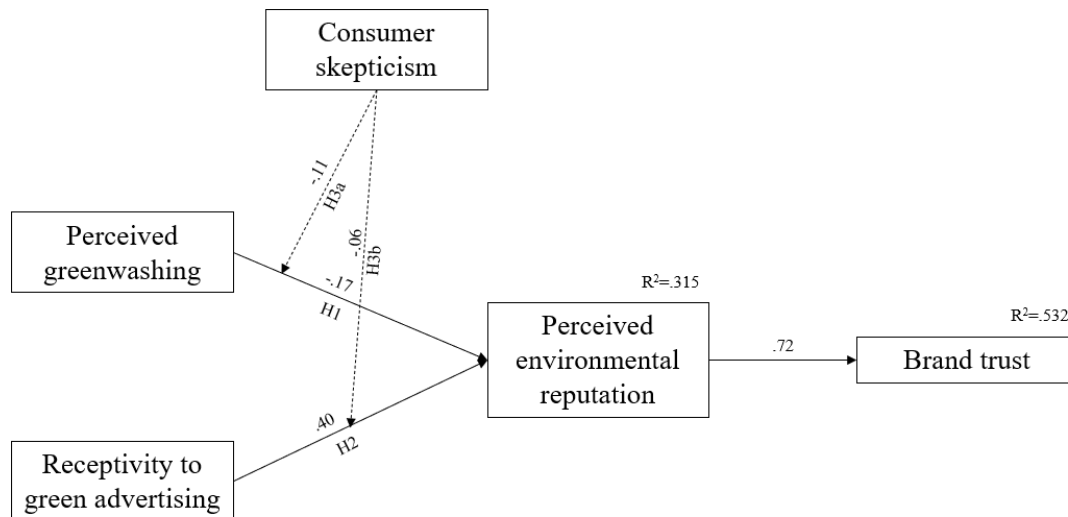 Consumer
skepticism
-.11
H3a
-.06
H3b
Perceived
greenwashing
-.17
H1
R²=.315
Perceived
environmental
reputation
.72
R²=.532
Brand trust
.40
H2
Receptivity to
green advertising